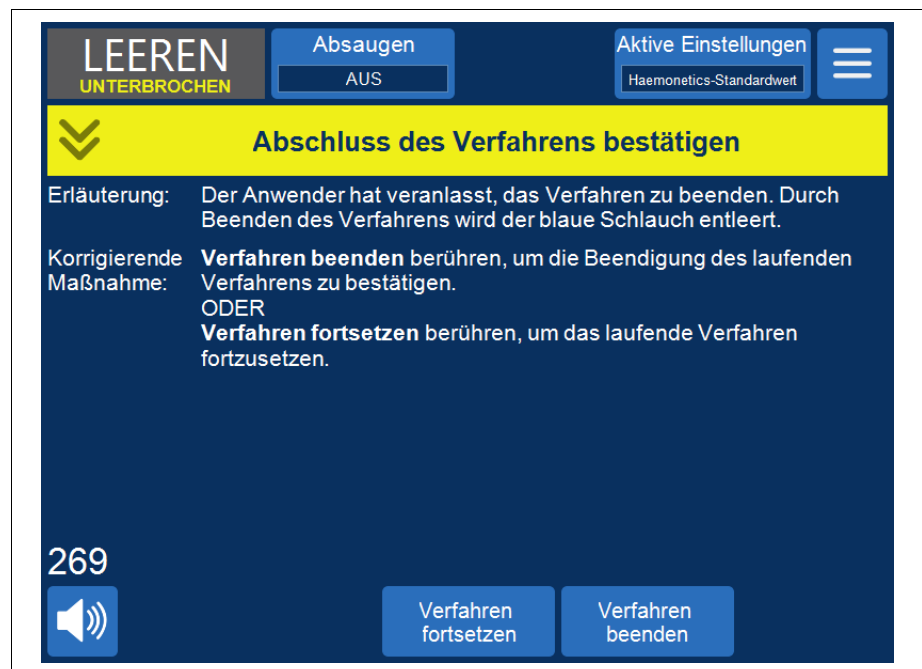 LEEREN
UNTERBROCHEN
Absaugen
AUS
Aktive Einstellungen
Haemonetics-Standardwert
Abschluss des Verfahrens bestätigen
Erläuterung: Der Anwender hat veranlasst, das Verfahren zu beenden. Durch
Beenden des Verfahrens wird der blaue Schlauch entleert.
Korrigierende Verfahren beenden berühren, um die Beendigung des laufenden
Maßnahme: Verfahrens zu bestätigen.
ODER
Verfahren fortsetzen berühren, um das laufende Verfahren
fortzusetzen.
269
Verfahren
fortsetzen
Verfahren
beenden